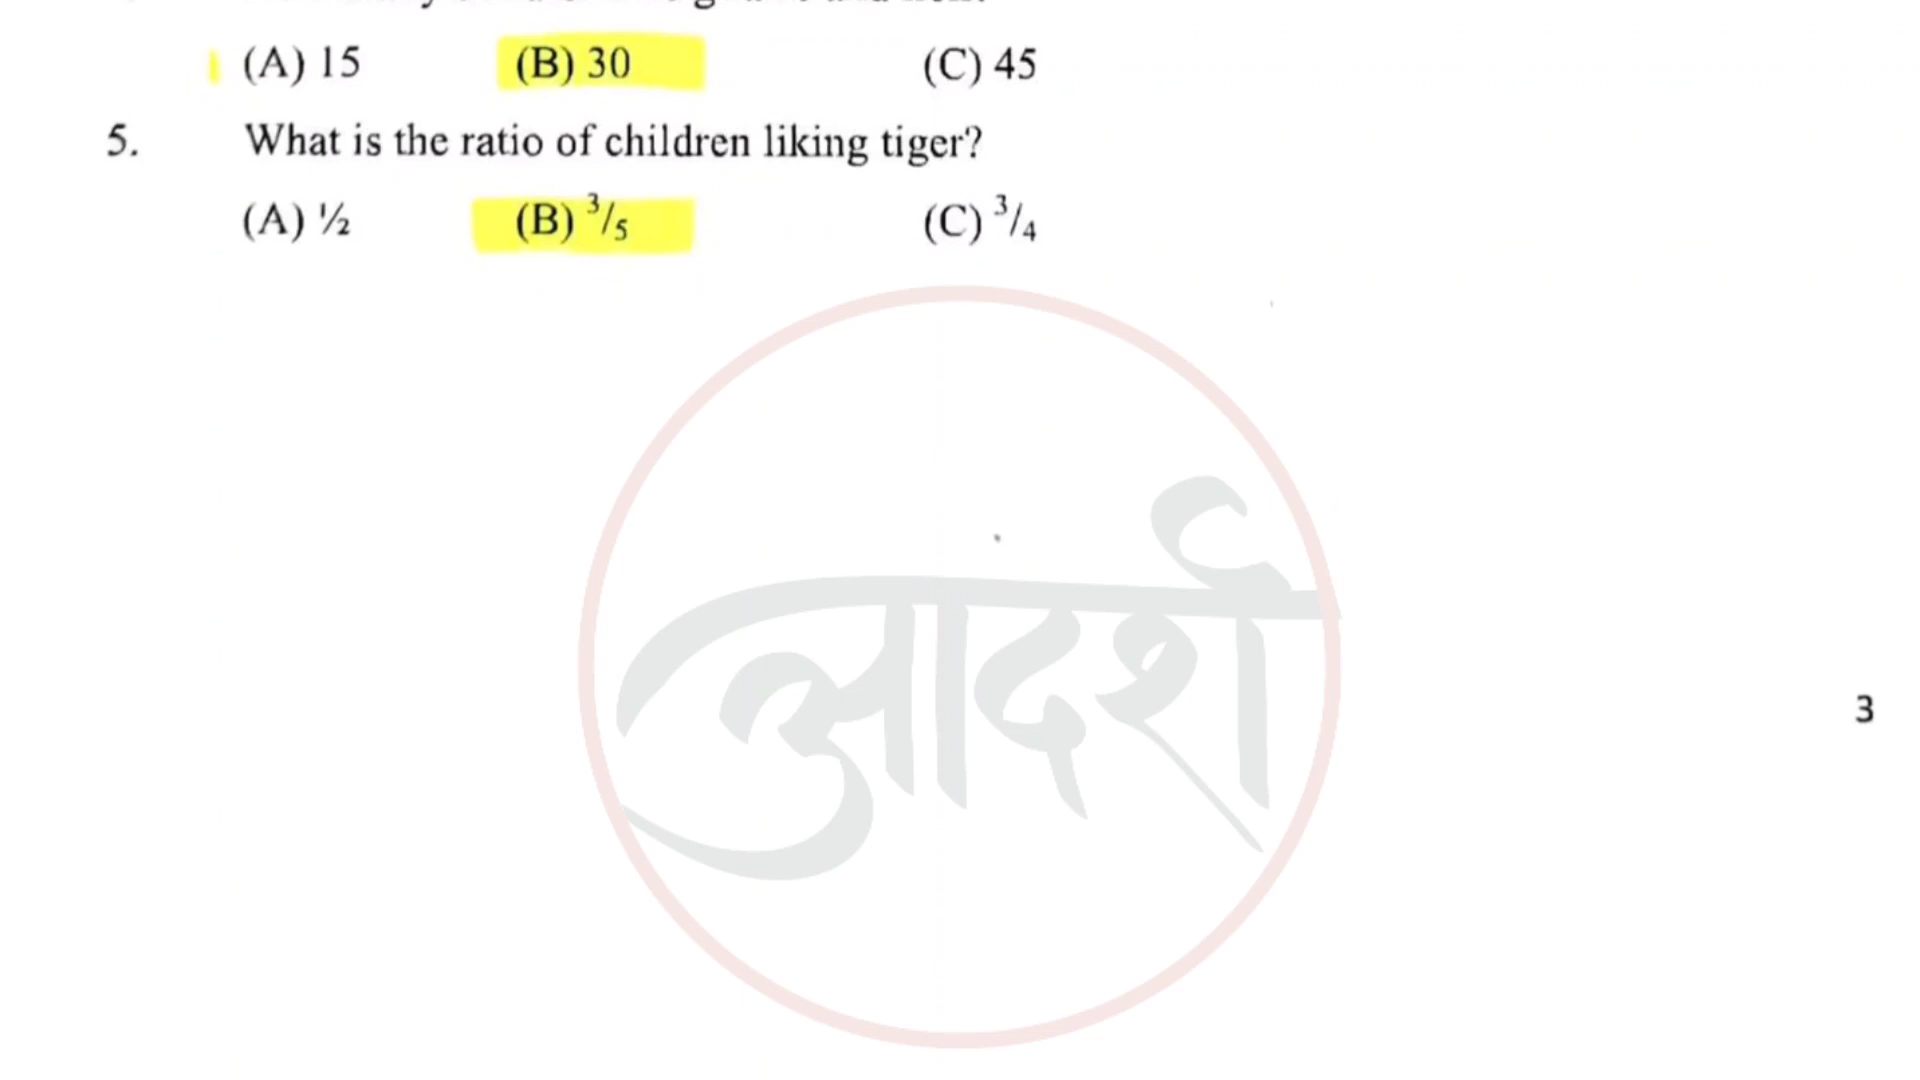 (A) 15 (B) 30 (C) 45
5. What is the ratio of children liking tiger?
(A) ½ (B) ³/₅ (C) ³/₄
आदर्श
3